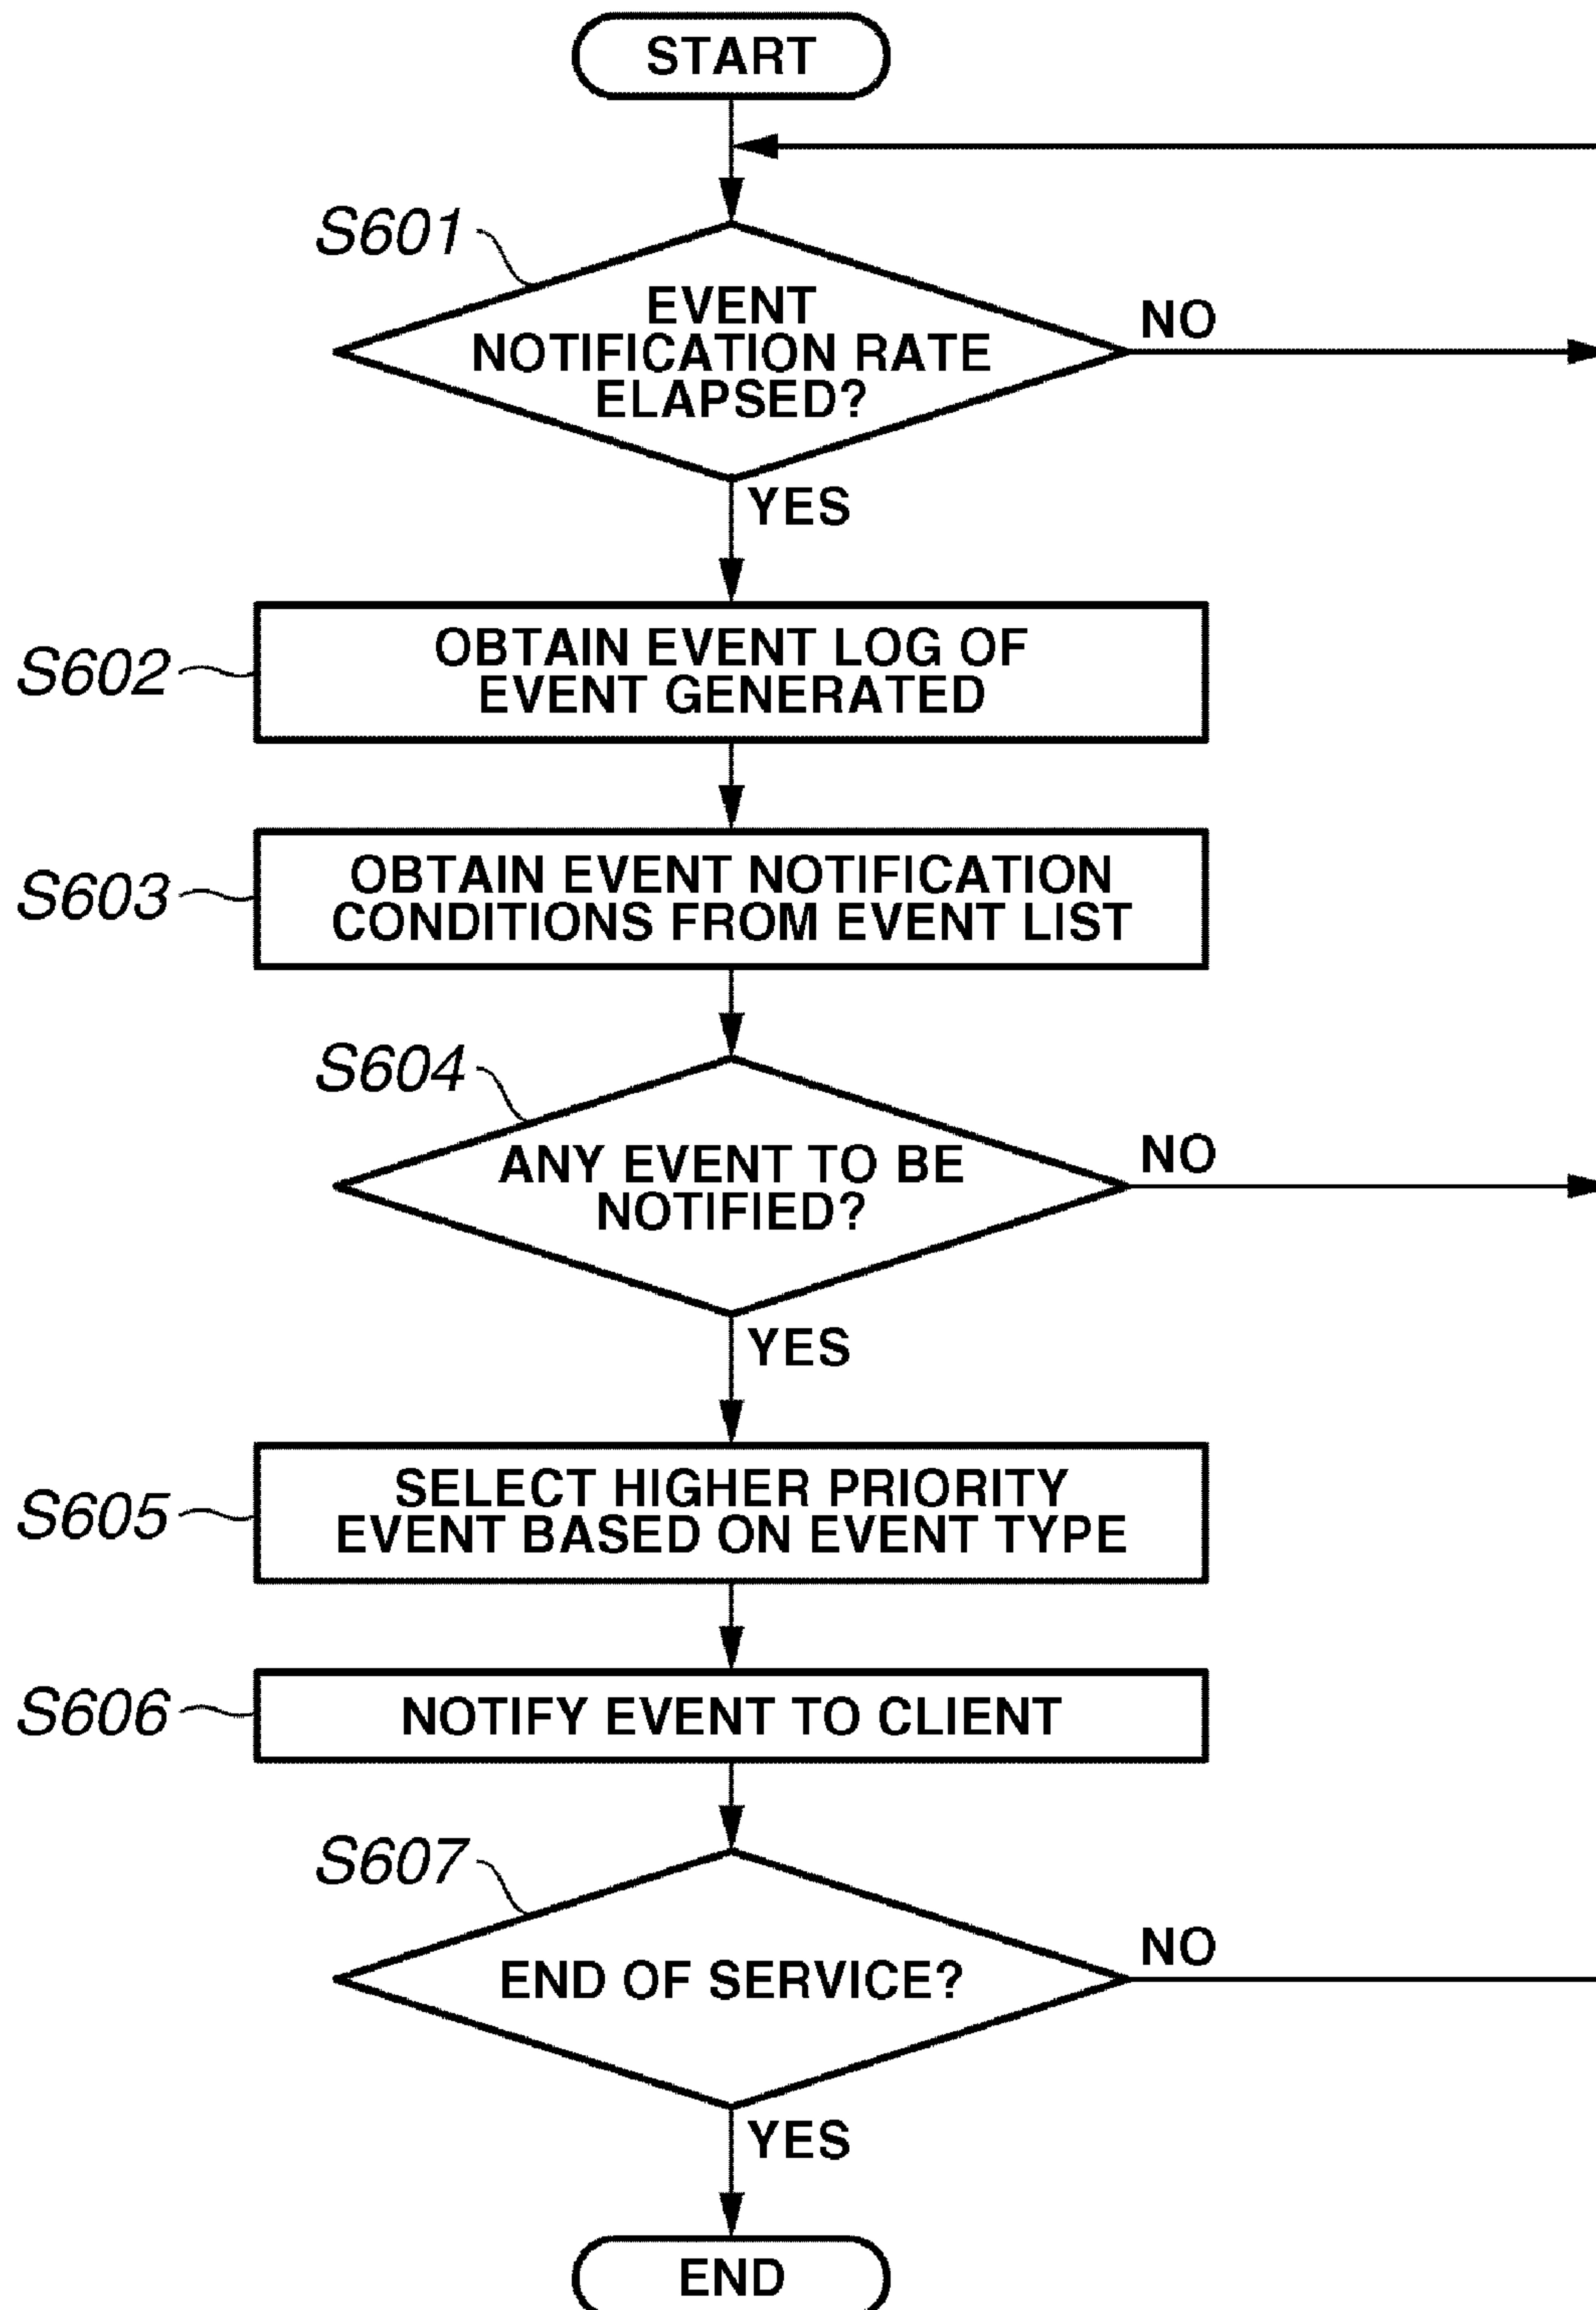 START
S601
EVENT
NOTIFICATION RATE
ELAPSED?
NO
YES
S602
OBTAIN EVENT LOG OF
EVENT GENERATED
S603
OBTAIN EVENT NOTIFICATION
CONDITIONS FROM EVENT LIST
S604
ANY EVENT TO BE
NOTIFIED?
NO
YES
S605
SELECT HIGHER PRIORITY
EVENT BASED ON EVENT TYPE
S606
NOTIFY EVENT TO CLIENT
S607
END OF SERVICE?
NO
YES
END